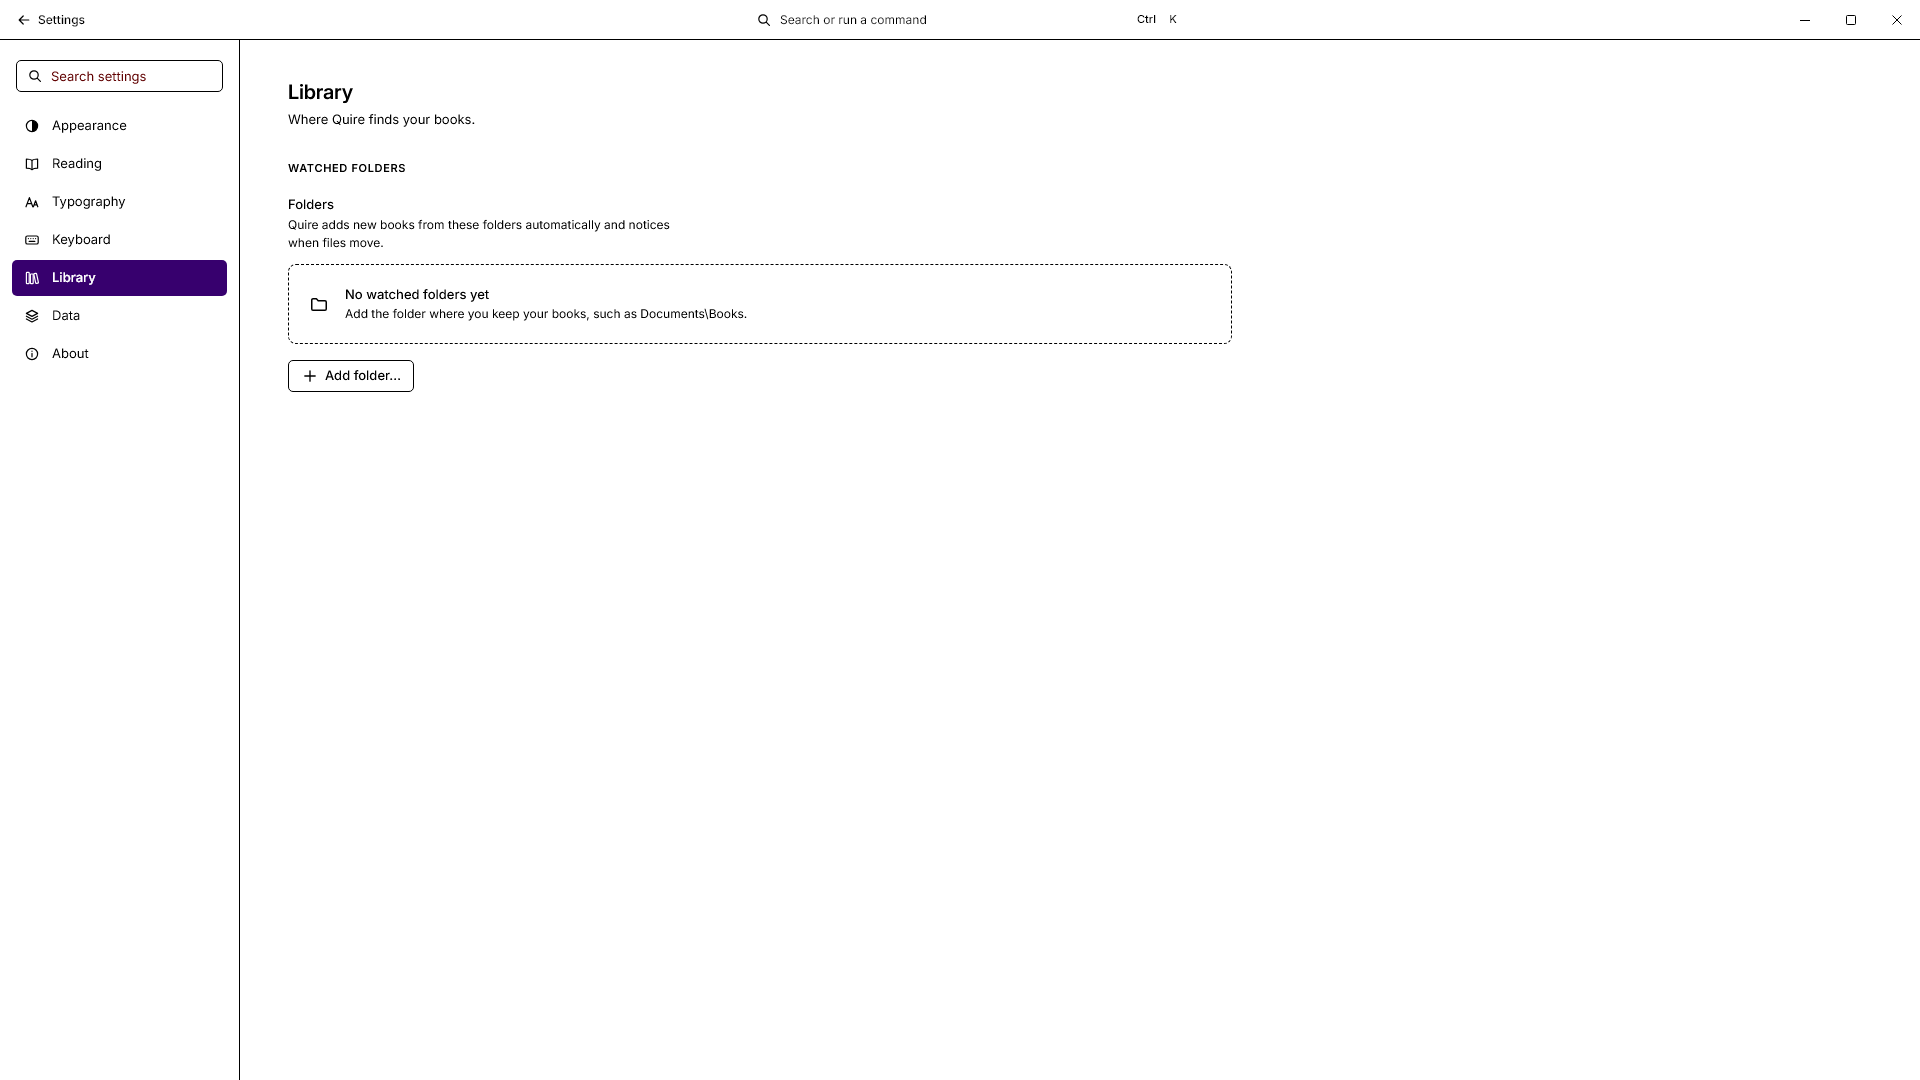 Settings
Search or run a command
Ctrl K
Search settings
Appearance
Reading
Typography
Keyboard
Library
Data
About
Library
Where Quire finds your books.
WATCHED FOLDERS
Folders
Quire adds new books from these folders automatically and notices
when files move.
No watched folders yet
Add the folder where you keep your books, such as Documents\Books.
Add folder...